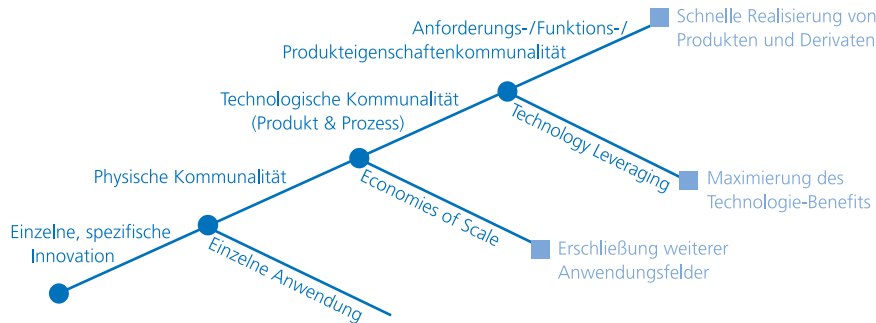 Anforderungs-/Funktions-/
Produkteigenschaftenkommunalität
Schnelle Realisierung von
Produkten und Derivaten
Technologische Kommunalität
(Produkt & Prozess)
Technology Leveraging
Physische Kommunalität
Economies of Scale
Maximierung des
Technologie-Benefits
Einzelne, spezifische
Innovation
Einzelne Anwendung
Erschließung weiterer
Anwendungsfelder